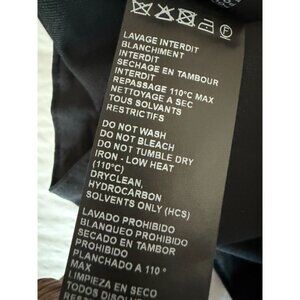 LAVAGE INTERDIT
BLANCHIMENT
INTERDIT
SECHAGE EN TAMBOUR
INTERDIT
REPASSAGE 110°C MAX
NETTOYAGE A SEC
TOUS SOLVANTS
RESTRICTIFS
DO NOT WASH
DO NOT BLEACH
DO NOT TUMBLE DRY
IRON - LOW HEAT
(110°C)
DRYCLEAN,
HYDROCARBON
SOLVENTS ONLY (HCS)
LAVADO PROHIBIDO
BLANQUEO PROHIBIDO
SECADO EN TAMBOR
PROHIBIDO
PLANCHADO A 110°
MAX
LIMPIEZA EN SECO